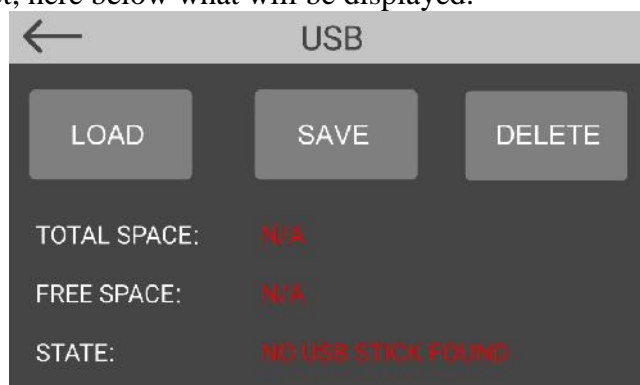 t, here below what will be displayed:
USB
LOAD SAVE DELETE
TOTAL SPACE: N/A
FREE SPACE: N/A
STATE: NO USB STICK FOUND